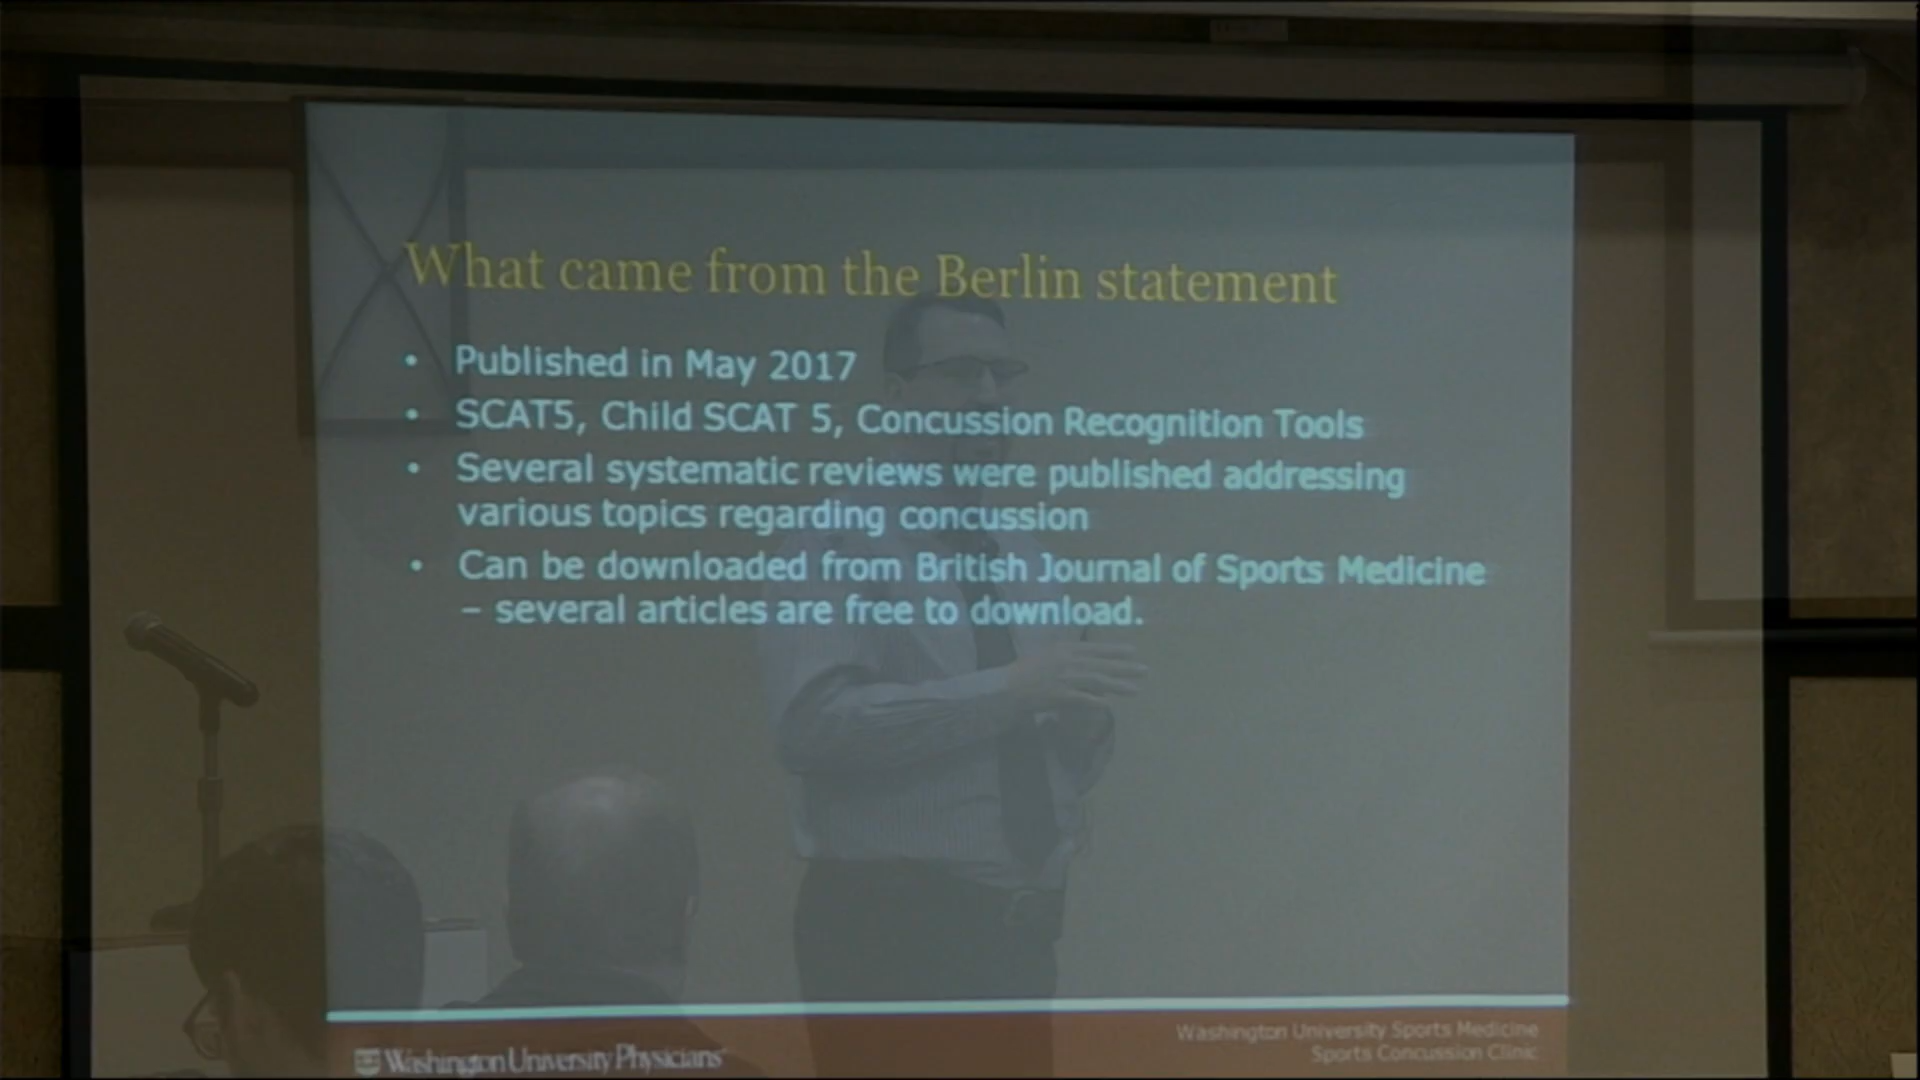 What came from the Berlin statement
• Published in May 2017
• SCAT5, Child SCAT 5, Concussion Recognition Tools
• Several systematic reviews were published addressing
various topics regarding concussion
• Can be downloaded from British Journal of Sports Medicine
– several articles are free to download.
Washington University Sports Medicine
Sports Concussion Clinic
Washington University Physicians®